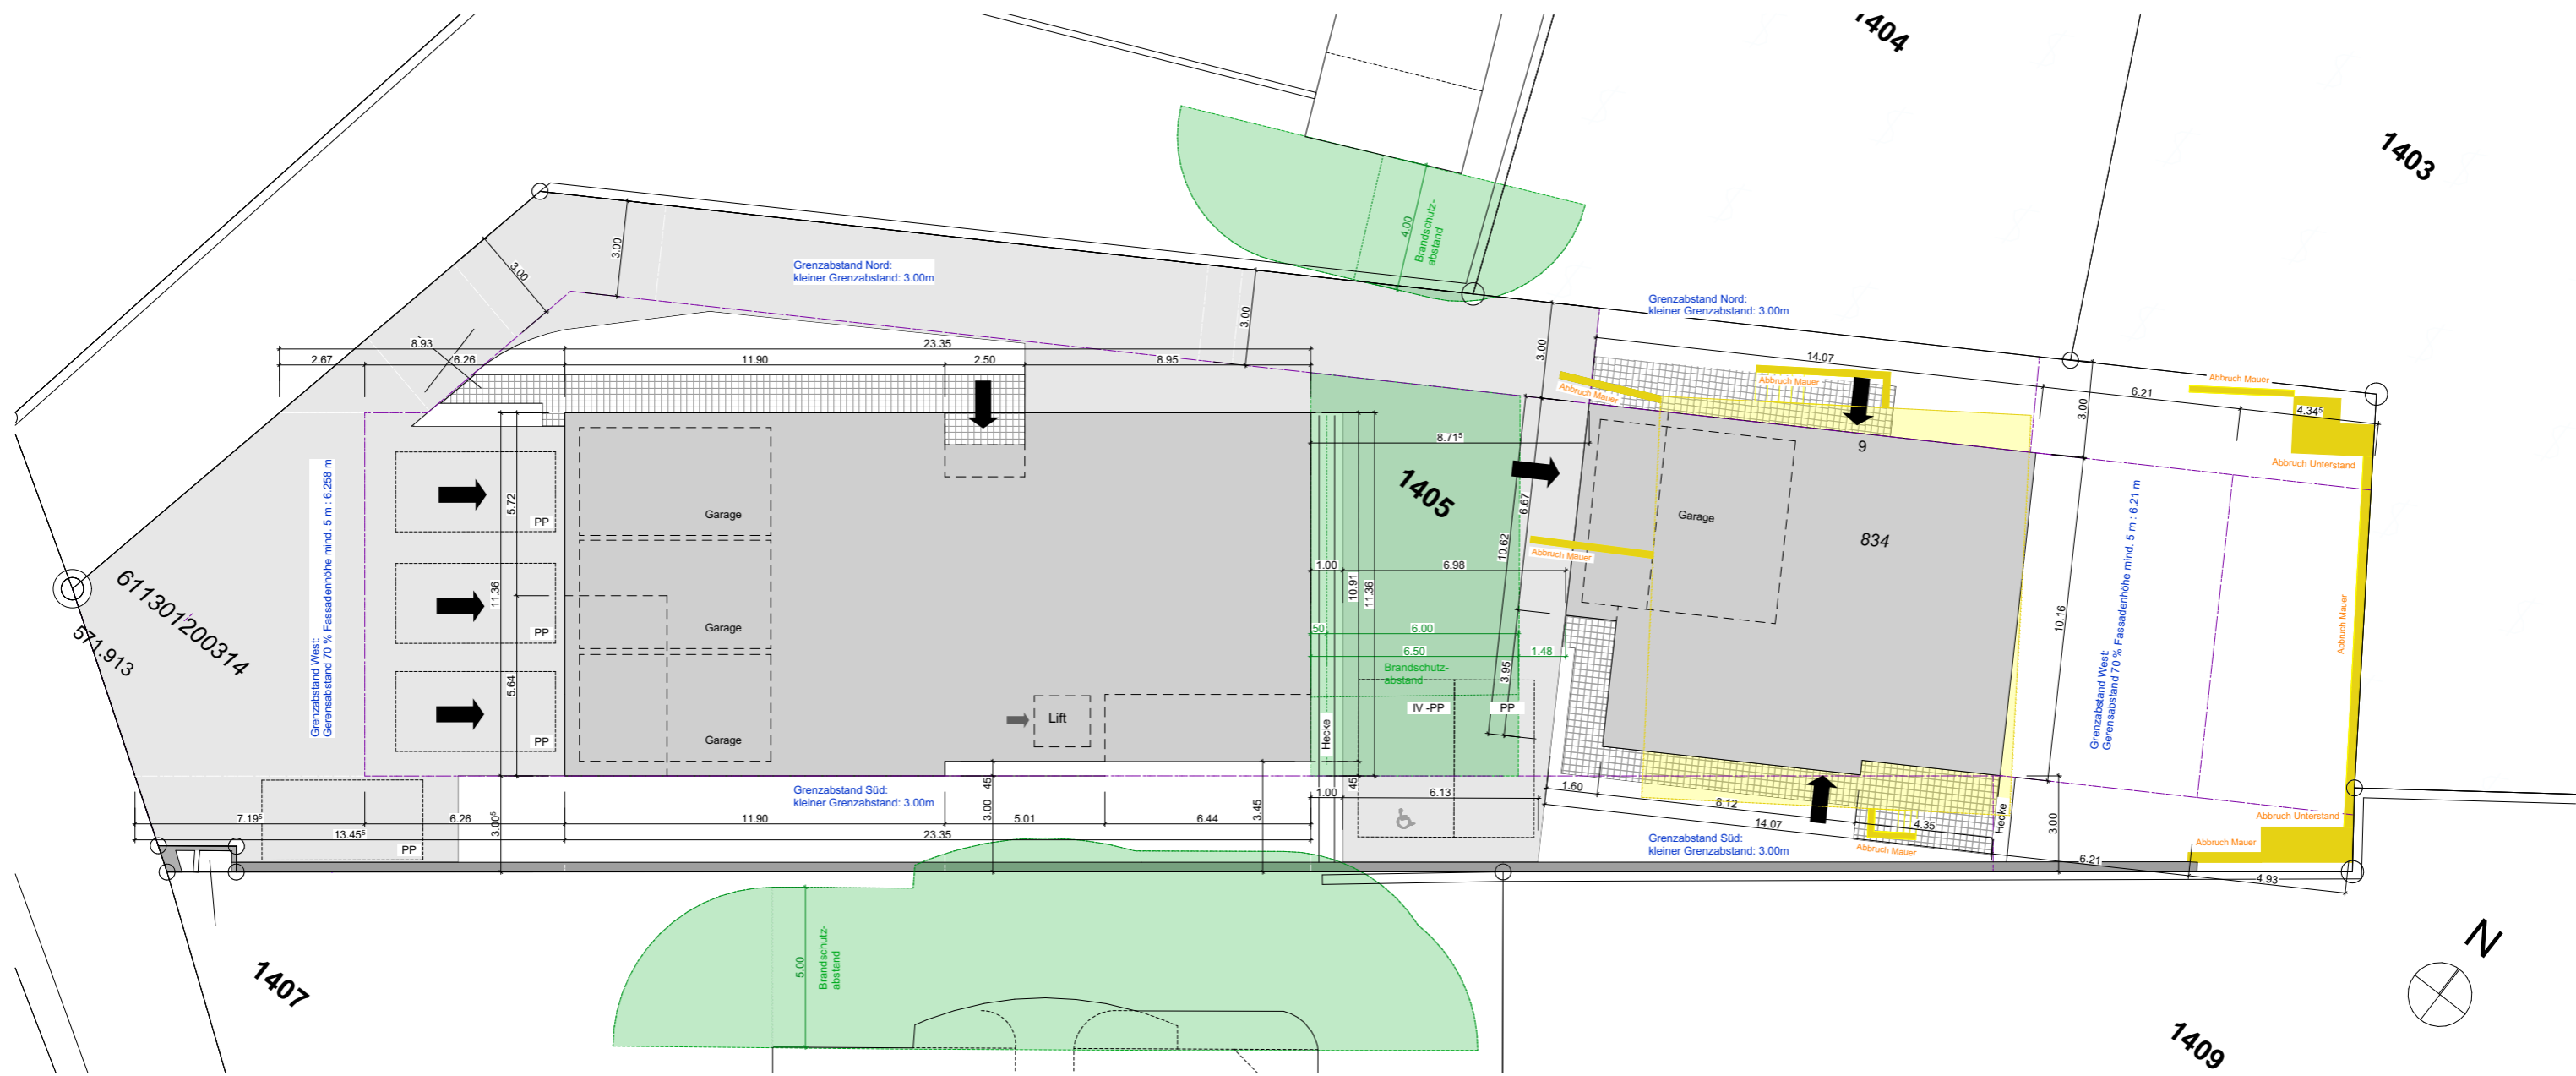 1404
1403
3.00
3.00
Grenzabstand Nord:
kleiner Grenzabstand: 3.00m
4.00
Brandschutz-
abstand
3.00
Grenzabstand Nord:
kleiner Grenzabstand: 3.00m
3.00
8.93
23.35
2.67
6.26
11.90
2.50
8.95
14.07
Abbruch Mauer
Abbruch Mauer
Abbruch Mauer
6.21
4.34⁵
3.00
8.71⁵
9
Abbruch Unterstand
1405
Grenzabstand West:
Gerensabstand 70 % Fassadenhöhe mind. 5 m : 6.258 m
5.72
Garage
PP
6.67
Garage
834
10.62
Abbruch Mauer
Grenzabstand West:
Gerensabstand 70 % Fassadenhöhe mind. 5 m : 6.21 m
611301200314
571.913
11.36
1.00
6.98
10.91
11.36
10.16
Abbruch Mauer
Garage
PP
50
6.00
6.50
1.48
Brandschutz-
abstand
3.95
5.64
Garage
PP
Lift
Hecke
IV -PP
PP
Grenzabstand Süd:
kleiner Grenzabstand: 3.00m
45
3.00
3.45
45
1.00
6.13
1.60
8.12
14.07
4.35
Hecke
3.00
Abbruch Unterstand
7.19⁵
6.26
3.00⁵
11.90
5.01
6.44
13.45⁵
23.35
PP
Grenzabstand Süd:
kleiner Grenzabstand: 3.00m
Abbruch Mauer
Abbruch Mauer
6.21
4.93
5.00
Brandschutz-
abstand
1407
N
1409